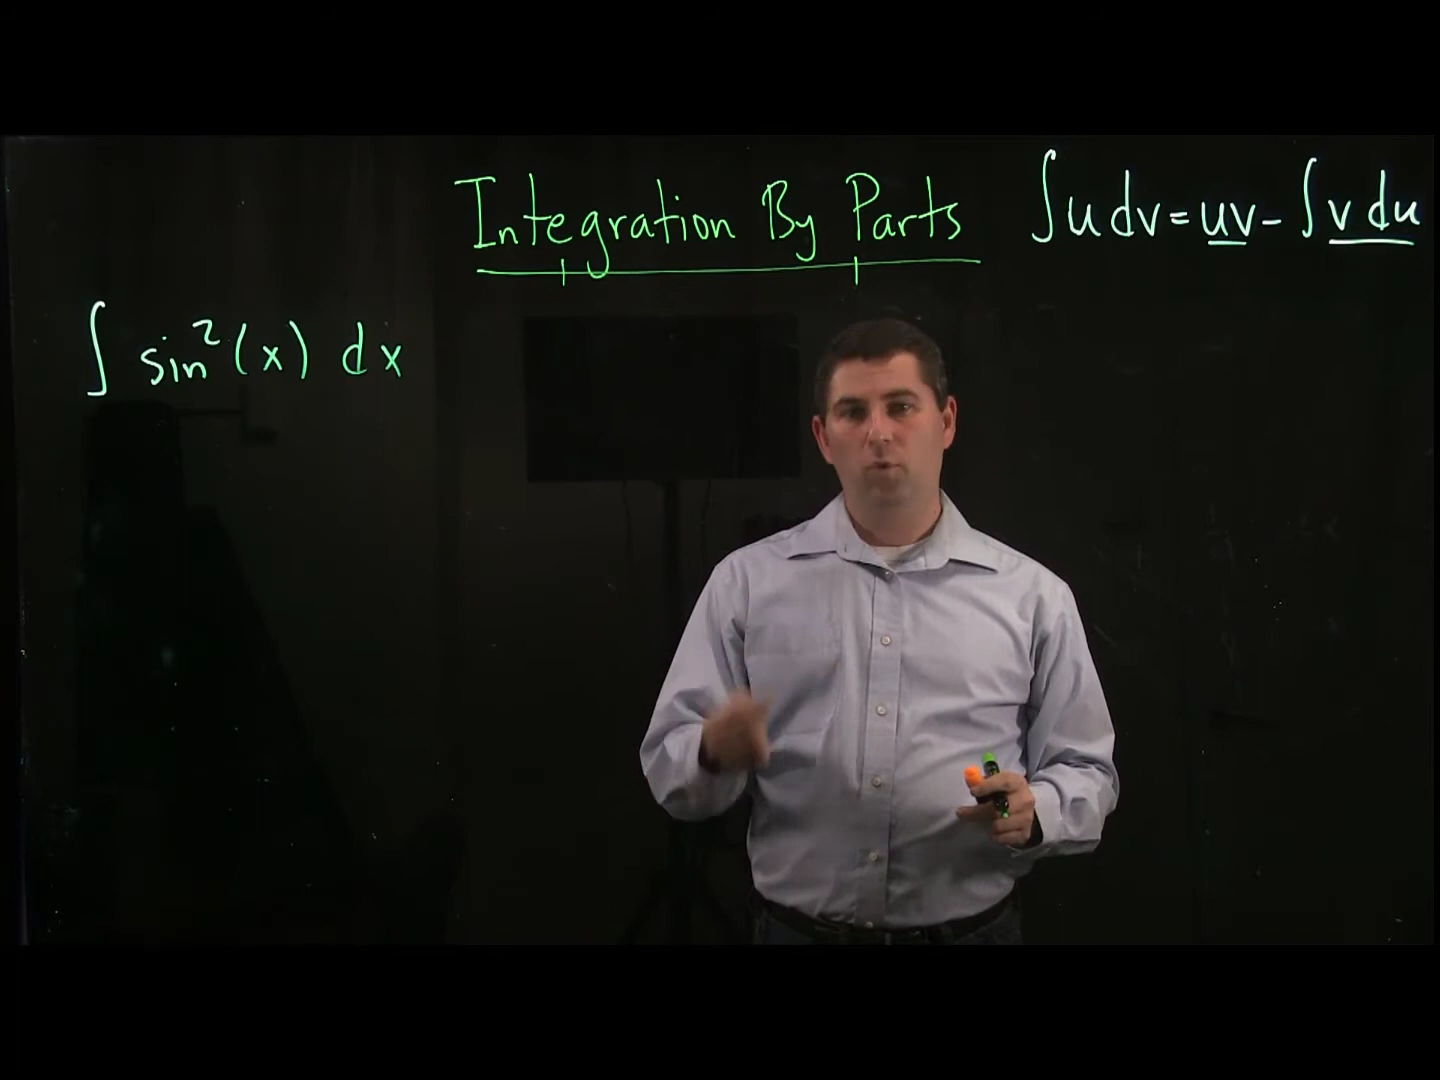 Integration By Parts ∫u dv = uv - ∫v du
∫ sin²(x) dx